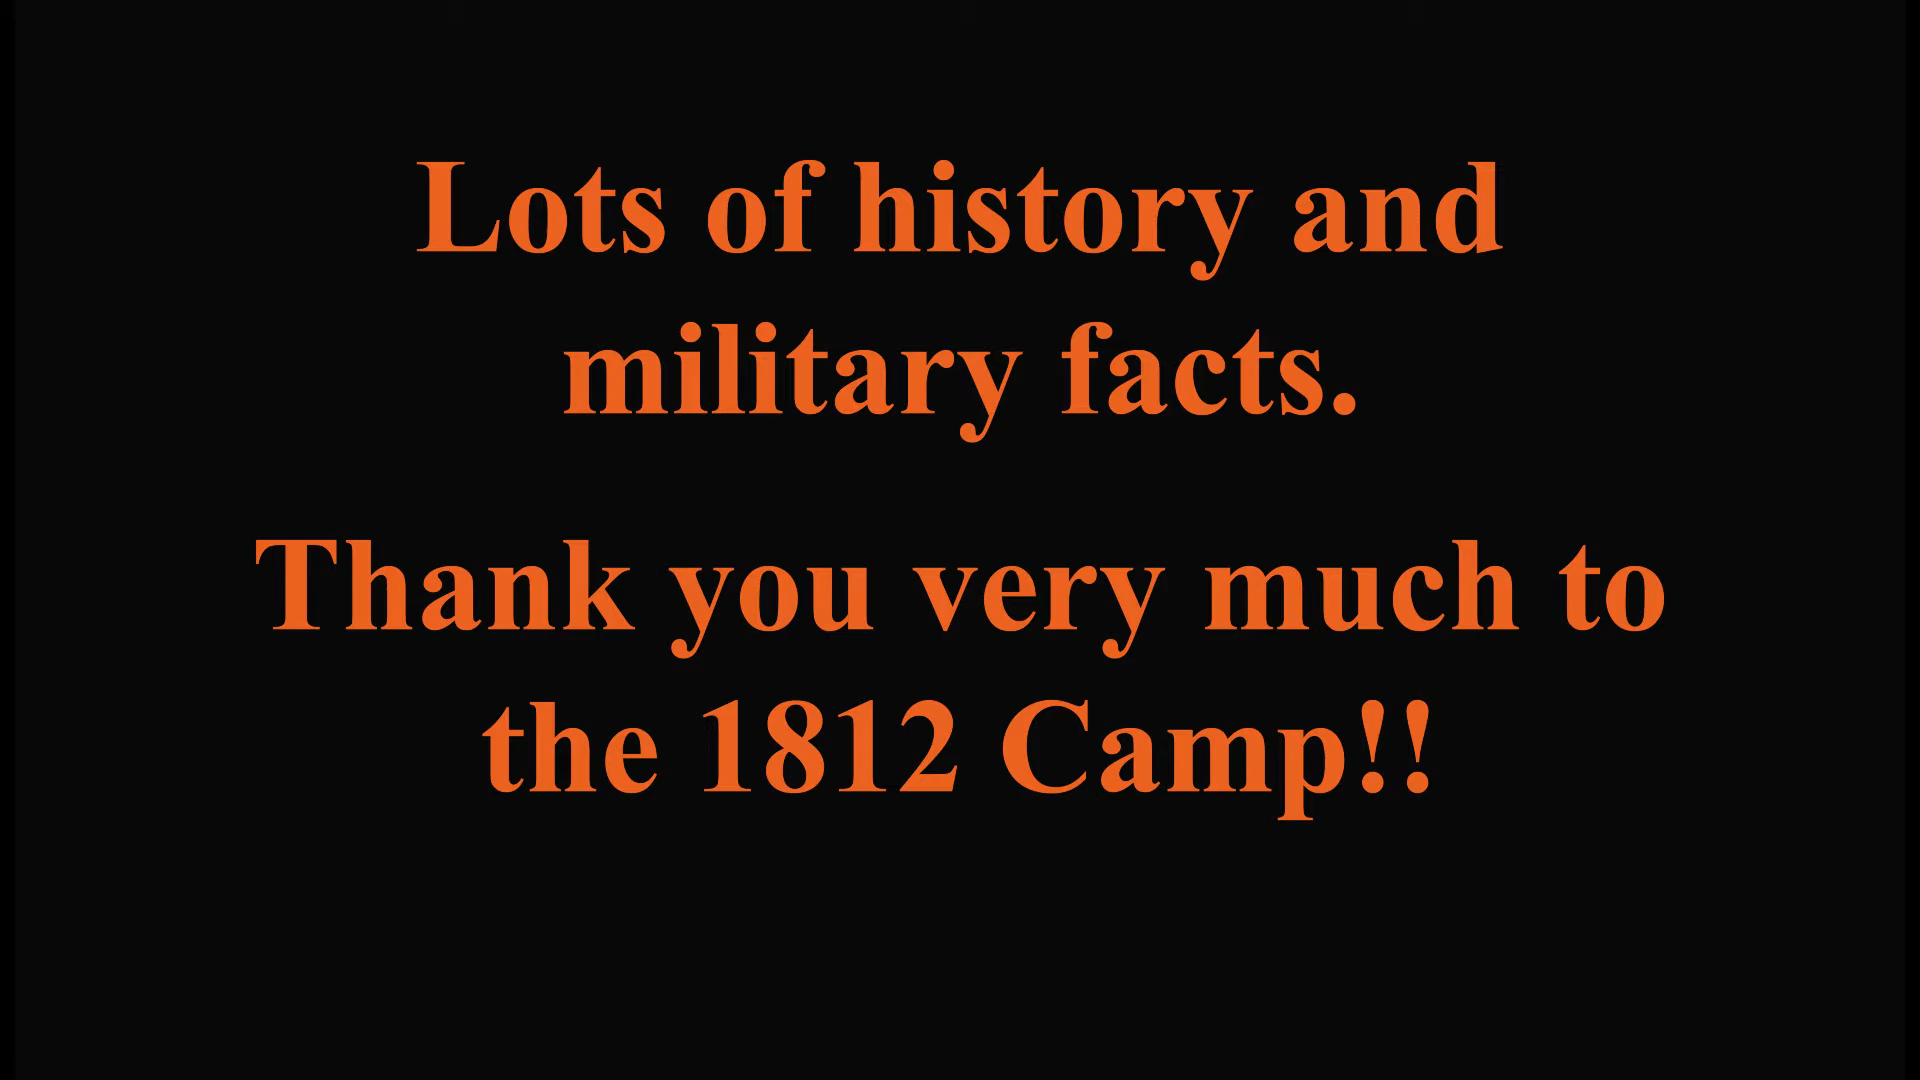 Lots of history and
military facts.
Thank you very much to
the 1812 Camp!!